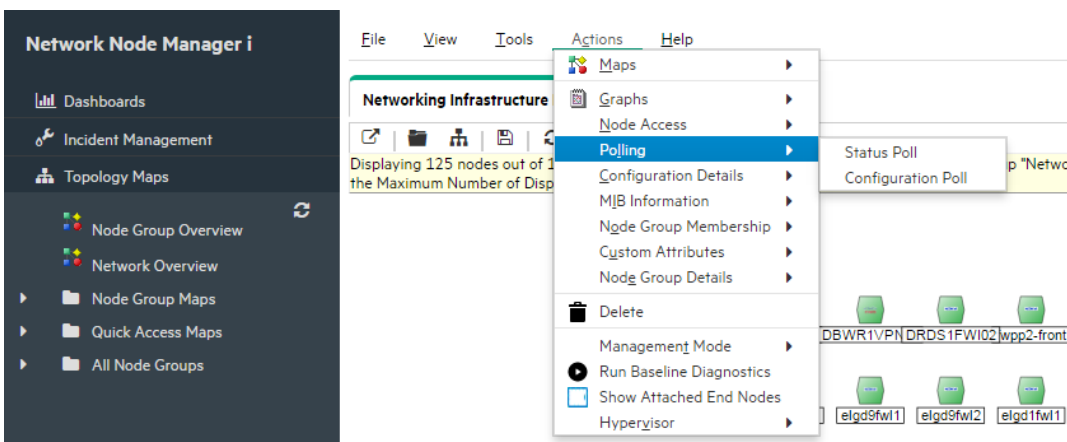 Network Node Manager i
Dashboards
Incident Management
Topology Maps
Node Group Overview
Network Overview
Node Group Maps
Quick Access Maps
All Node Groups
File View Tools Actions Help
Networking Infrastructure
Displaying 125 nodes out of 1
the Maximum Number of Disp
Maps
Graphs
Node Access
Polling
Configuration Details
MIB Information
Node Group Membership
Custom Attributes
Node Group Details
Delete
Management Mode
Run Baseline Diagnostics
Show Attached End Nodes
Hypervisor
Status Poll
Configuration Poll
p "Netwo
DBWR1VPN DRDS1FWI02 wpp2-front
elgd9fwl1 elgd9fwl2 elgd1fwl1